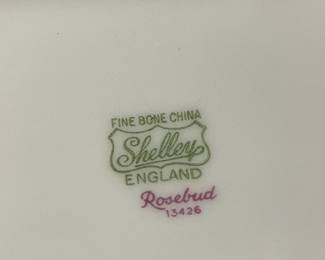 FINE BONE CHINA
Shelley
ENGLAND
Rosebud
13426